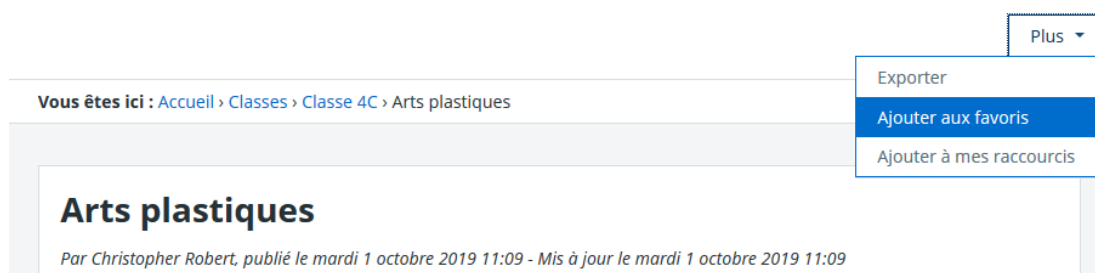 Plus
Exporter
Vous êtes ici : Accueil › Classes › Classe 4C › Arts plastiques
Ajouter aux favoris
Ajouter à mes raccourcis
Arts plastiques
Par Christopher Robert, publié le mardi 1 octobre 2019 11:09 - Mis à jour le mardi 1 octobre 2019 11:09